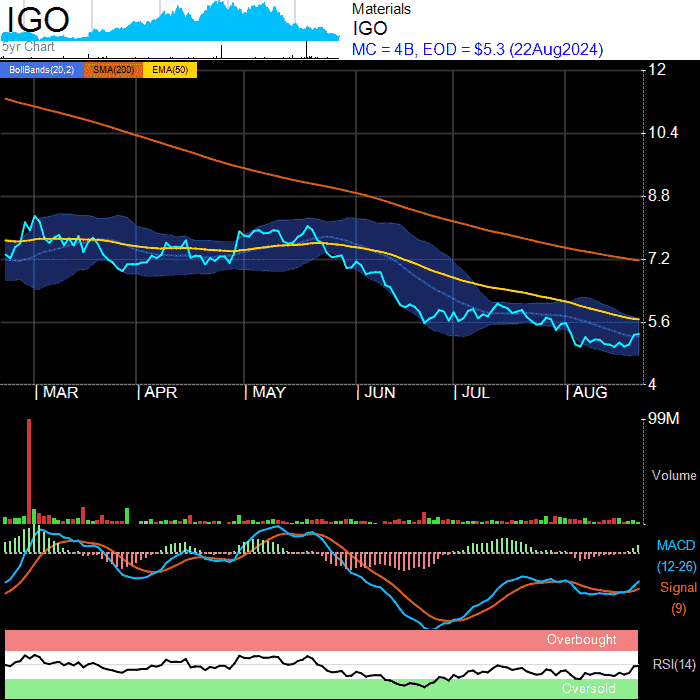 IGO
5yr Chart
Materials
IGO
MC = 4B, EOD = $5.3 (22Aug2024)
BollBands(20,2) SMA(200) EMA(50)
12
10.4
8.8
7.2
5.6
4
MAR APR MAY JUN JUL AUG
99M
Volume
MACD
(12-26)
Signal
(9)
Overbought
RSI(14)
Oversold